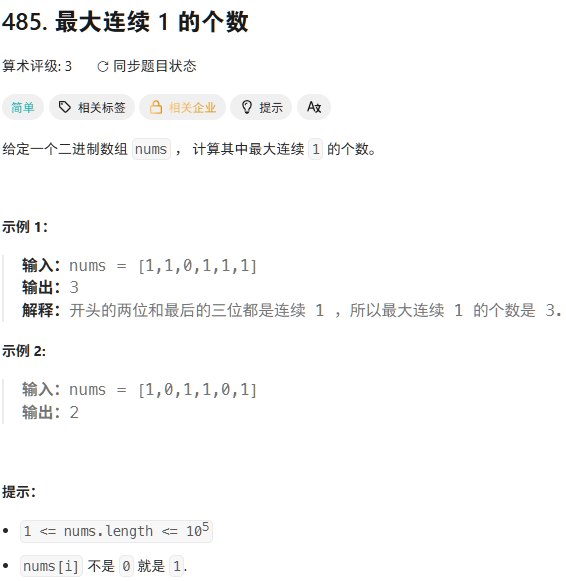 485. 最大连续 1 的个数
算术评级: 3 同步题目状态
简单 相关标签 相关企业 提示 Aあ
给定一个二进制数组 nums ， 计算其中最大连续 1 的个数。
示例 1：
输入：nums = [1,1,0,1,1,1]
输出：3
解释：开头的两位和最后的三位都是连续 1 ，所以最大连续 1 的个数是 3.
示例 2:
输入：nums = [1,0,1,1,0,1]
输出：2
提示：
1 <= nums.length <= 10⁵
nums[i] 不是 0 就是 1.